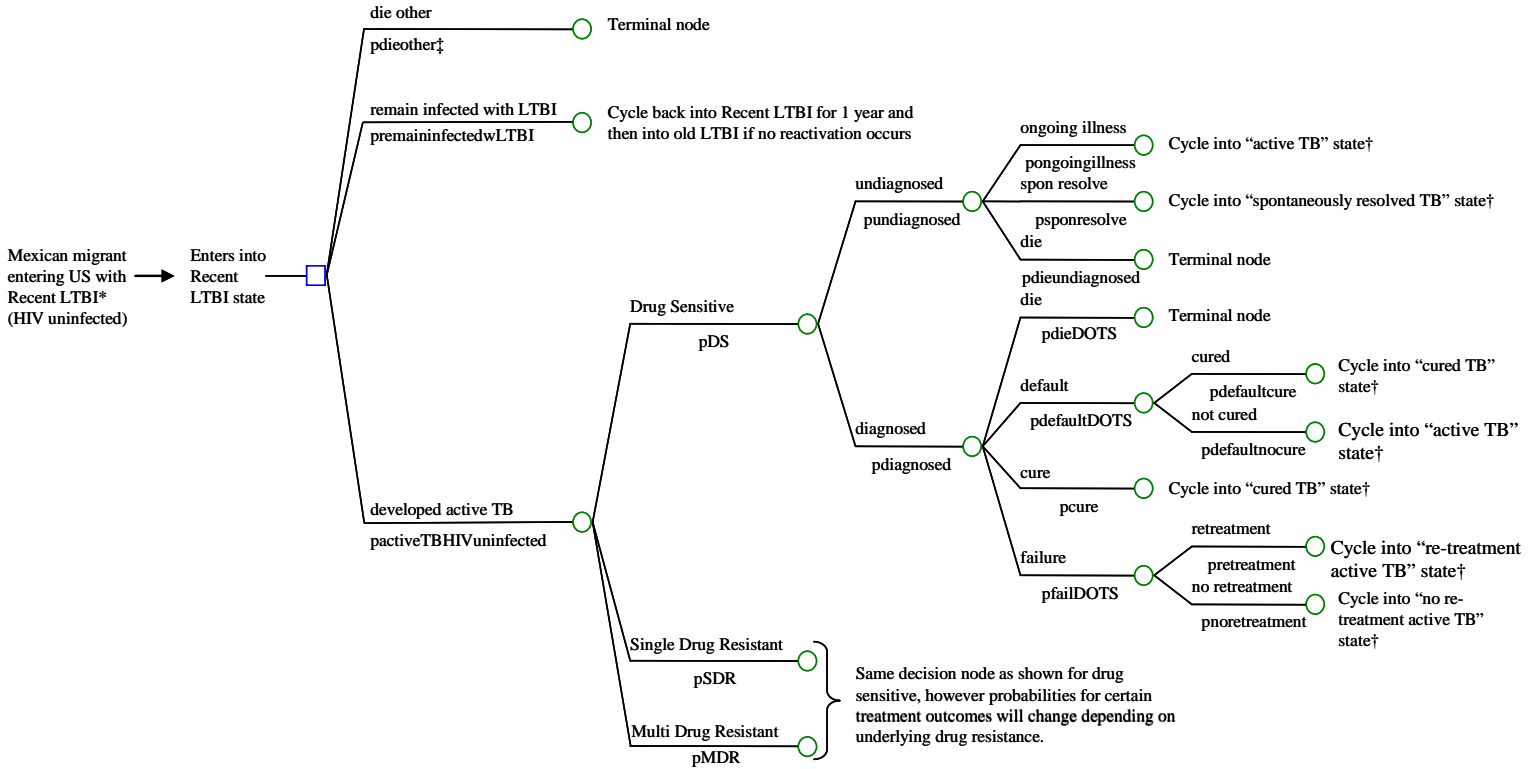 die other
pdieother‡
Terminal node
remain infected with LTBI
premaininfectedwLTBI
Cycle back into Recent LTBI for 1 year and
then into old LTBI if no reactivation occurs
Mexican migrant
entering US with
Recent LTBI*
(HIV uninfected)
Enters into
Recent
LTBI state
developed active TB
pactiveTBHIVuninfected
Drug Sensitive
pDS
undiagnosed
pundiagnosed
ongoing illness
pongoingillness
Cycle into “active TB” state†
spon resolve
psponresolve
Cycle into “spontaneously resolved TB” state†
die
pdieundiagnosed
Terminal node
diagnosed
pdiagnosed
die
pdieDOTS
Terminal node
default
pdefaultDOTS
cured
pdefaultcure
Cycle into “cured TB”
state†
not cured
pdefaultnocure
Cycle into “active TB”
state†
cure
pcure
Cycle into “cured TB” state†
failure
pfailDOTS
retreatment
pretreatment
Cycle into “re-treatment
active TB” state†
no retreatment
pnoretreatment
Cycle into “no re-
treatment active TB”
state†
Single Drug Resistant
pSDR
Multi Drug Resistant
pMDR
Same decision node as shown for drug
sensitive, however probabilities for certain
treatment outcomes will change depending on
underlying drug resistance.